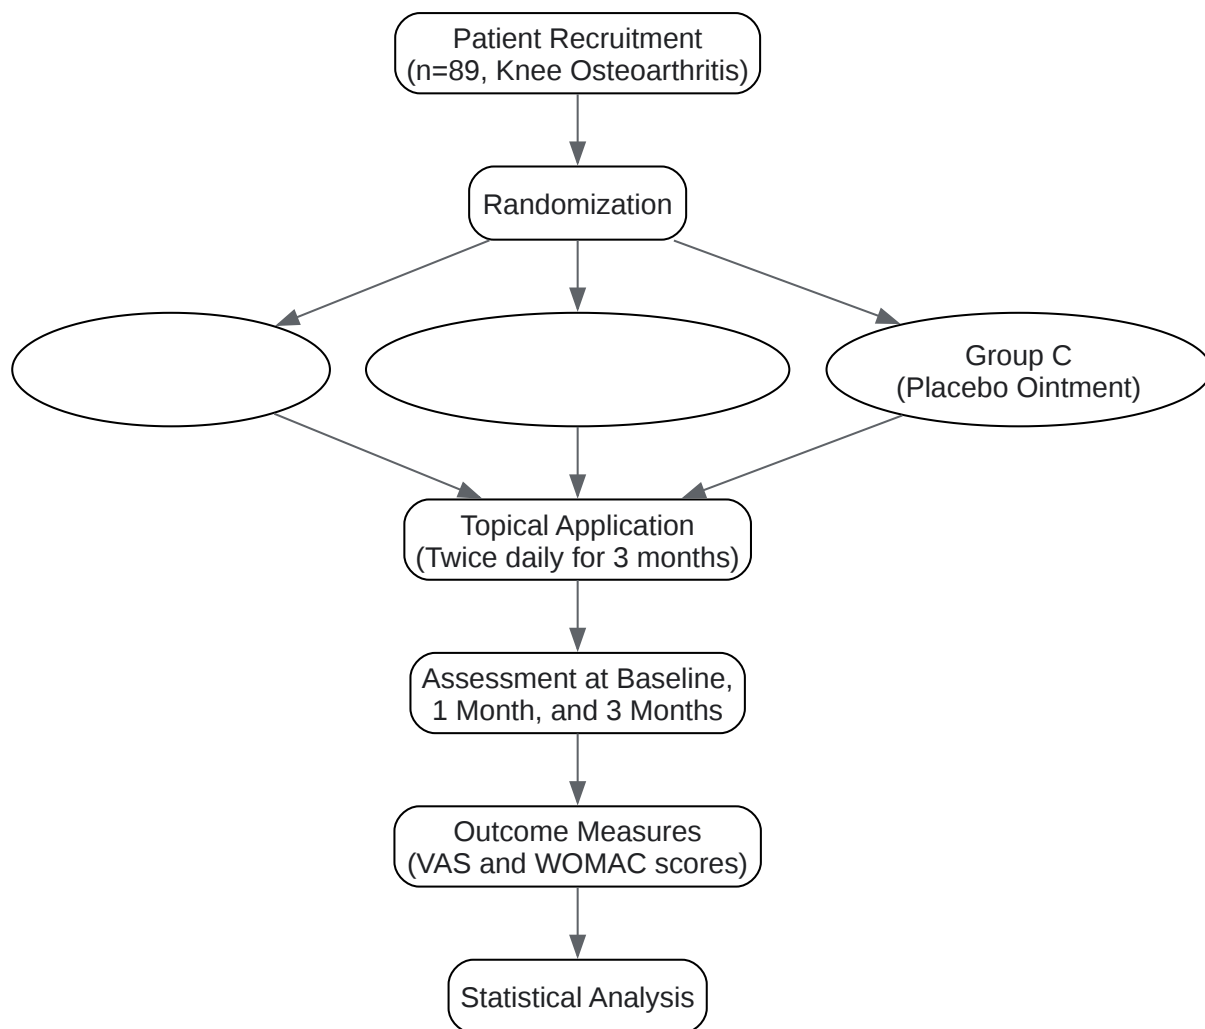 Patient Recruitment
(n=89, Knee Osteoarthritis)
Randomization
Group C
(Placebo Ointment)
Topical Application
(Twice daily for 3 months)
Assessment at Baseline,
1 Month, and 3 Months
Outcome Measures
(VAS and WOMAC scores)
Statistical Analysis